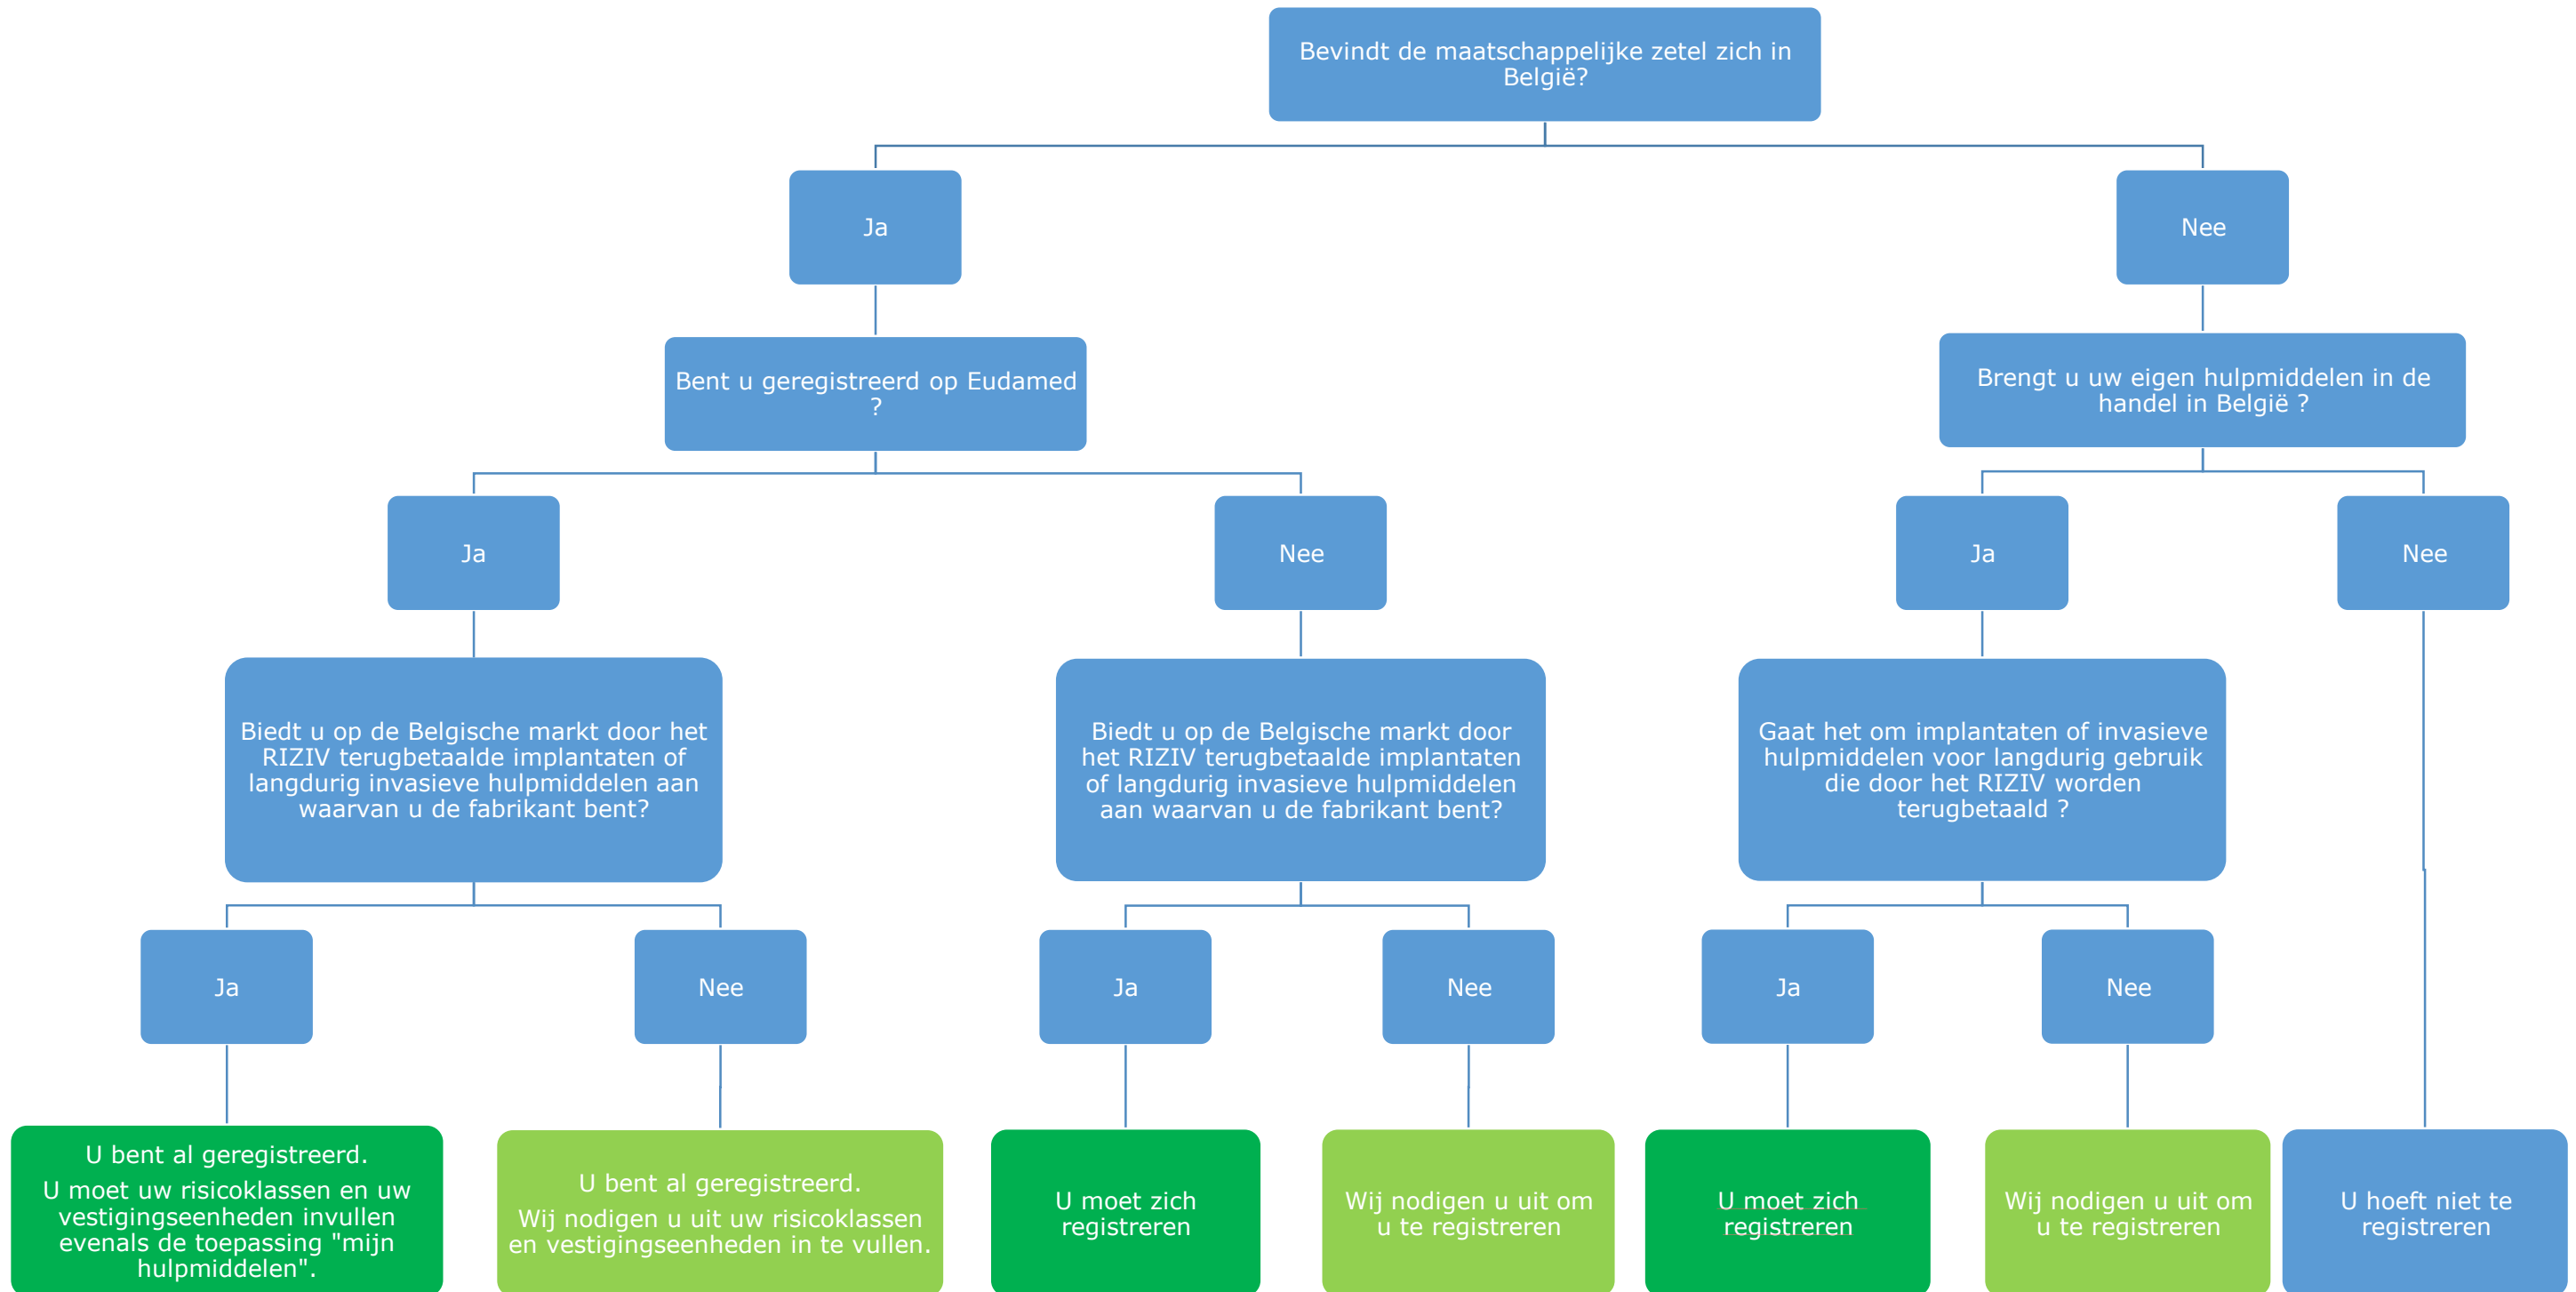 Bevindt de maatschappelijke zetel zich in
België?
Ja
Nee
Bent u geregistreerd op Eudamed
?
Brengt u uw eigen hulpmiddelen in de
handel in België ?
Ja
Nee
Ja
Nee
Biedt u op de Belgische markt door het
RIZIV terugbetaalde implantaten of
langdurig invasieve hulpmiddelen aan
waarvan u de fabrikant bent?
Biedt u op de Belgische markt door
het RIZIV terugbetaalde implantaten
of langdurig invasieve hulpmiddelen
aan waarvan u de fabrikant bent?
Gaat het om implantaten of invasieve
hulpmiddelen voor langdurig gebruik
die door het RIZIV worden
terugbetaald ?
Ja
Nee
Ja
Nee
Ja
Nee
U bent al geregistreerd.
U moet uw risicoklassen en uw
vestigingseenheden invullen
evenals de toepassing "mijn
hulpmiddelen".
U bent al geregistreerd.
Wij nodigen u uit uw risicoklassen
en vestigingseenheden in te vullen.
U moet zich
registreren
Wij nodigen u uit om
u te registreren
U moet zich
registreren
Wij nodigen u uit om
u te registreren
U hoeft niet te
registreren